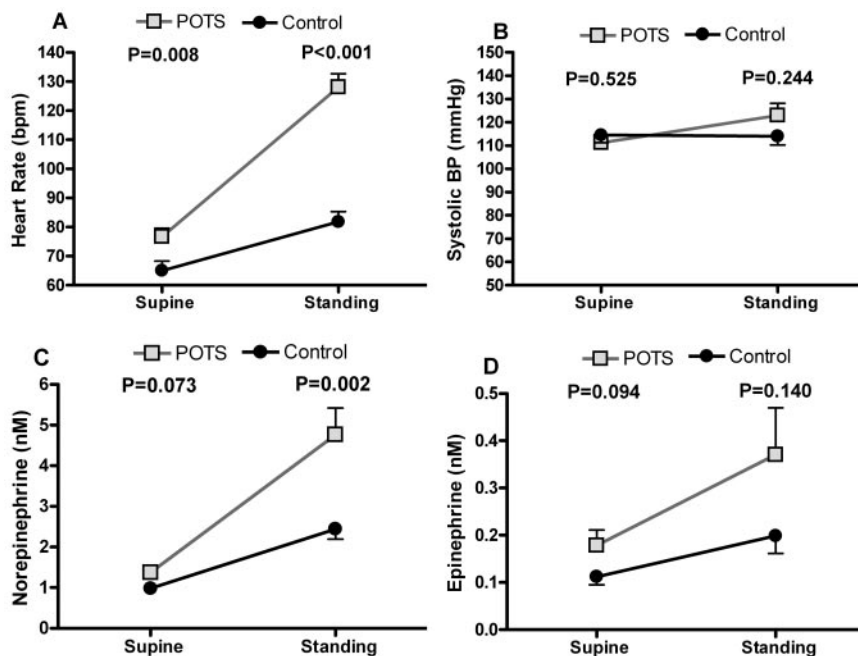 A
POTS Control
P=0.008 P<0.001
Heart Rate (bpm)
140
130
120
110
100
90
80
70
60
Supine Standing
B
POTS Control
P=0.525 P=0.244
Systolic BP (mmHg)
150
140
130
120
110
100
90
80
70
60
50
Supine Standing
C
POTS Control
P=0.073 P=0.002
Norepinephrine (nM)
6
5
4
3
2
1
0
Supine Standing
D
POTS Control
P=0.094 P=0.140
Epinephrine (nM)
0.5
0.4
0.3
0.2
0.1
0.0
Supine Standing